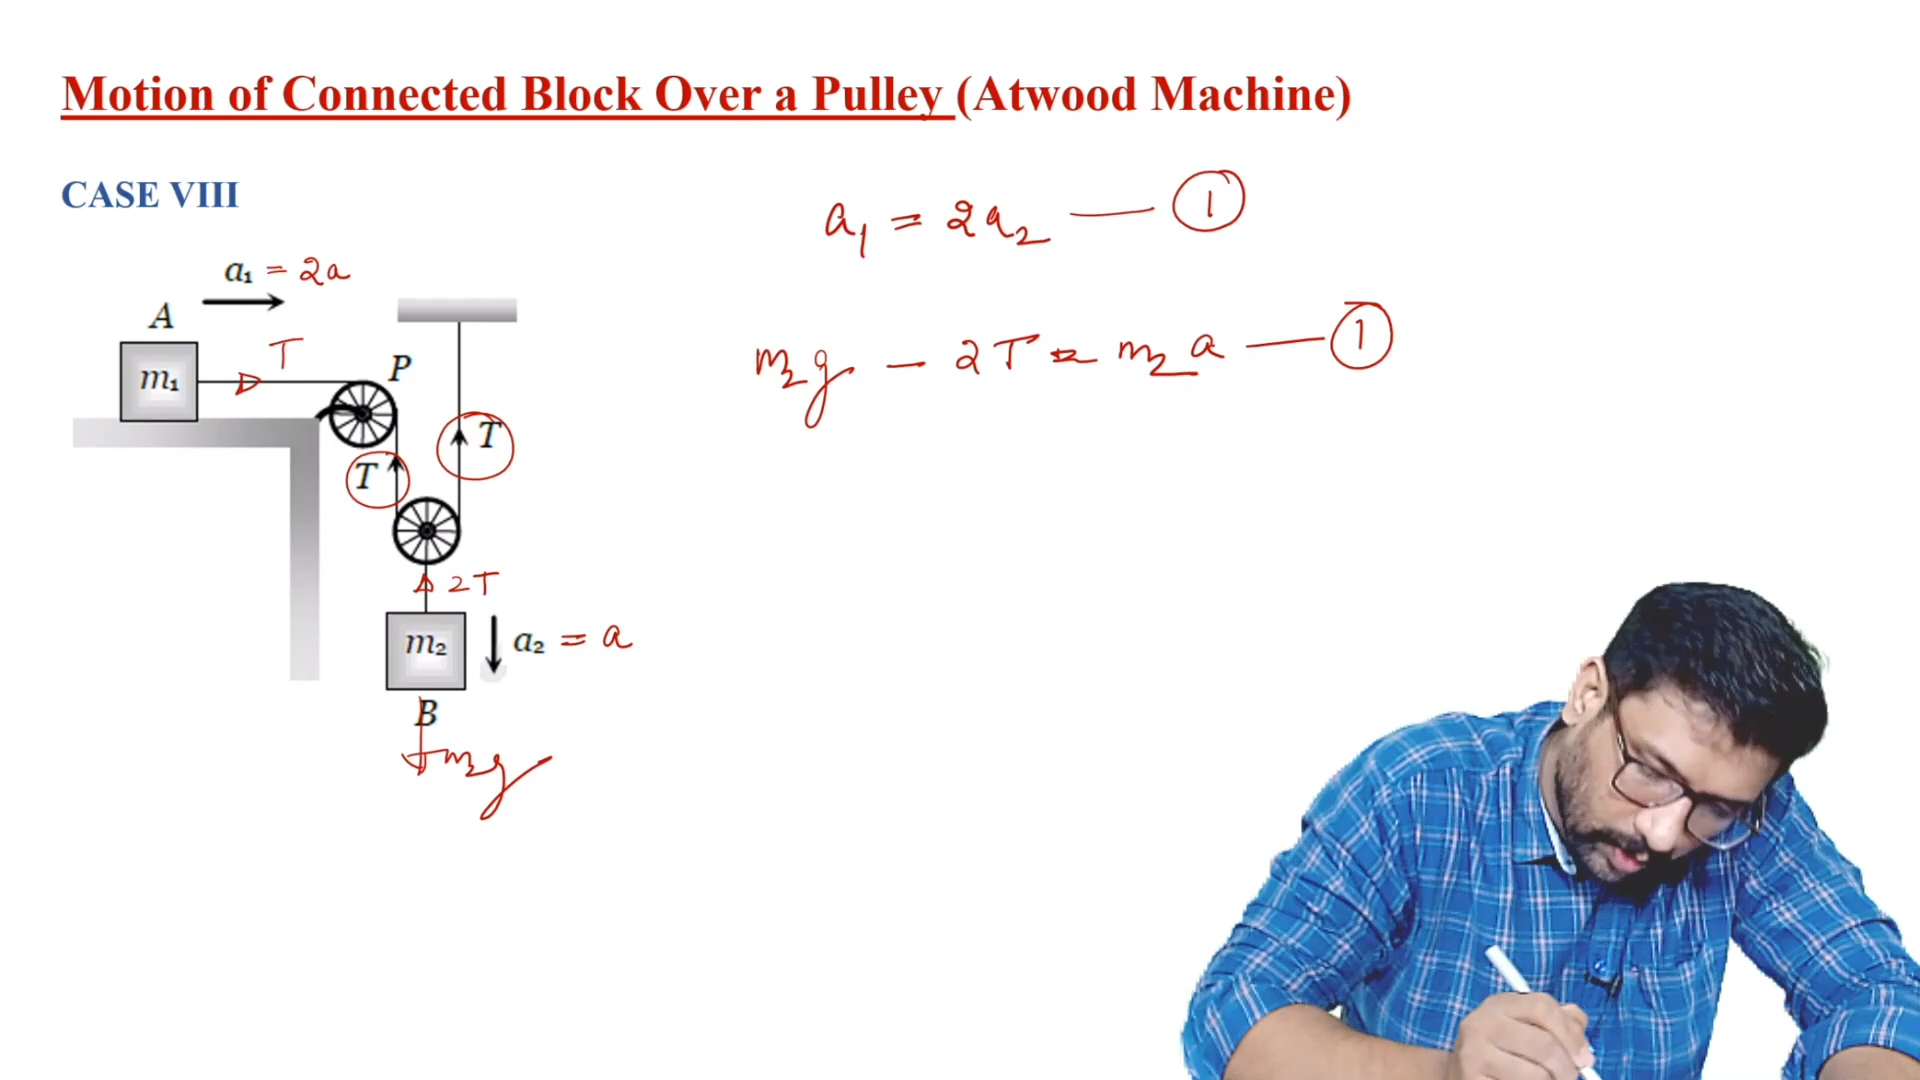 Motion of Connected Block Over a Pulley (Atwood Machine)
CASE VIII
a₁ = 2a₂ — ①
a₁ = 2a
A
m₂g − 2T = m₂a — ①
T
P
m₁
T
T
2T
m₂
a₂ = a
B
m₂g